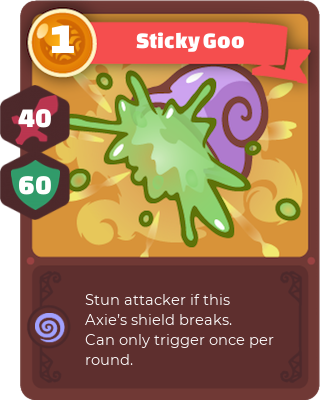 1
Sticky Goo
40
60
Stun attacker if this
Axie's shield breaks.
Can only trigger once per
round.